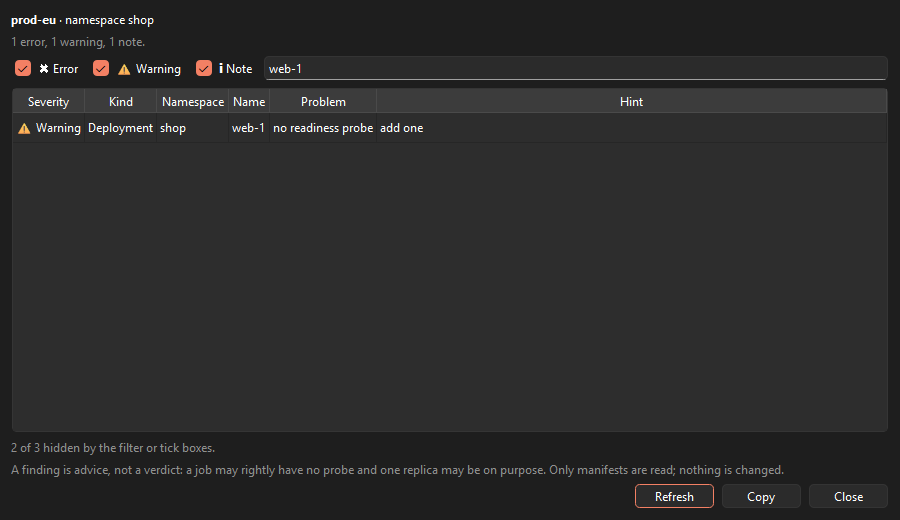 prod-eu · namespace shop
1 error, 1 warning, 1 note.
✖ Error ⚠ Warning ℹ Note web-1
Severity Kind Namespace Name Problem Hint
⚠ Warning Deployment shop web-1 no readiness probe add one
2 of 3 hidden by the filter or tick boxes.
A finding is advice, not a verdict: a job may rightly have no probe and one replica may be on purpose. Only manifests are read; nothing is changed.
Refresh Copy Close